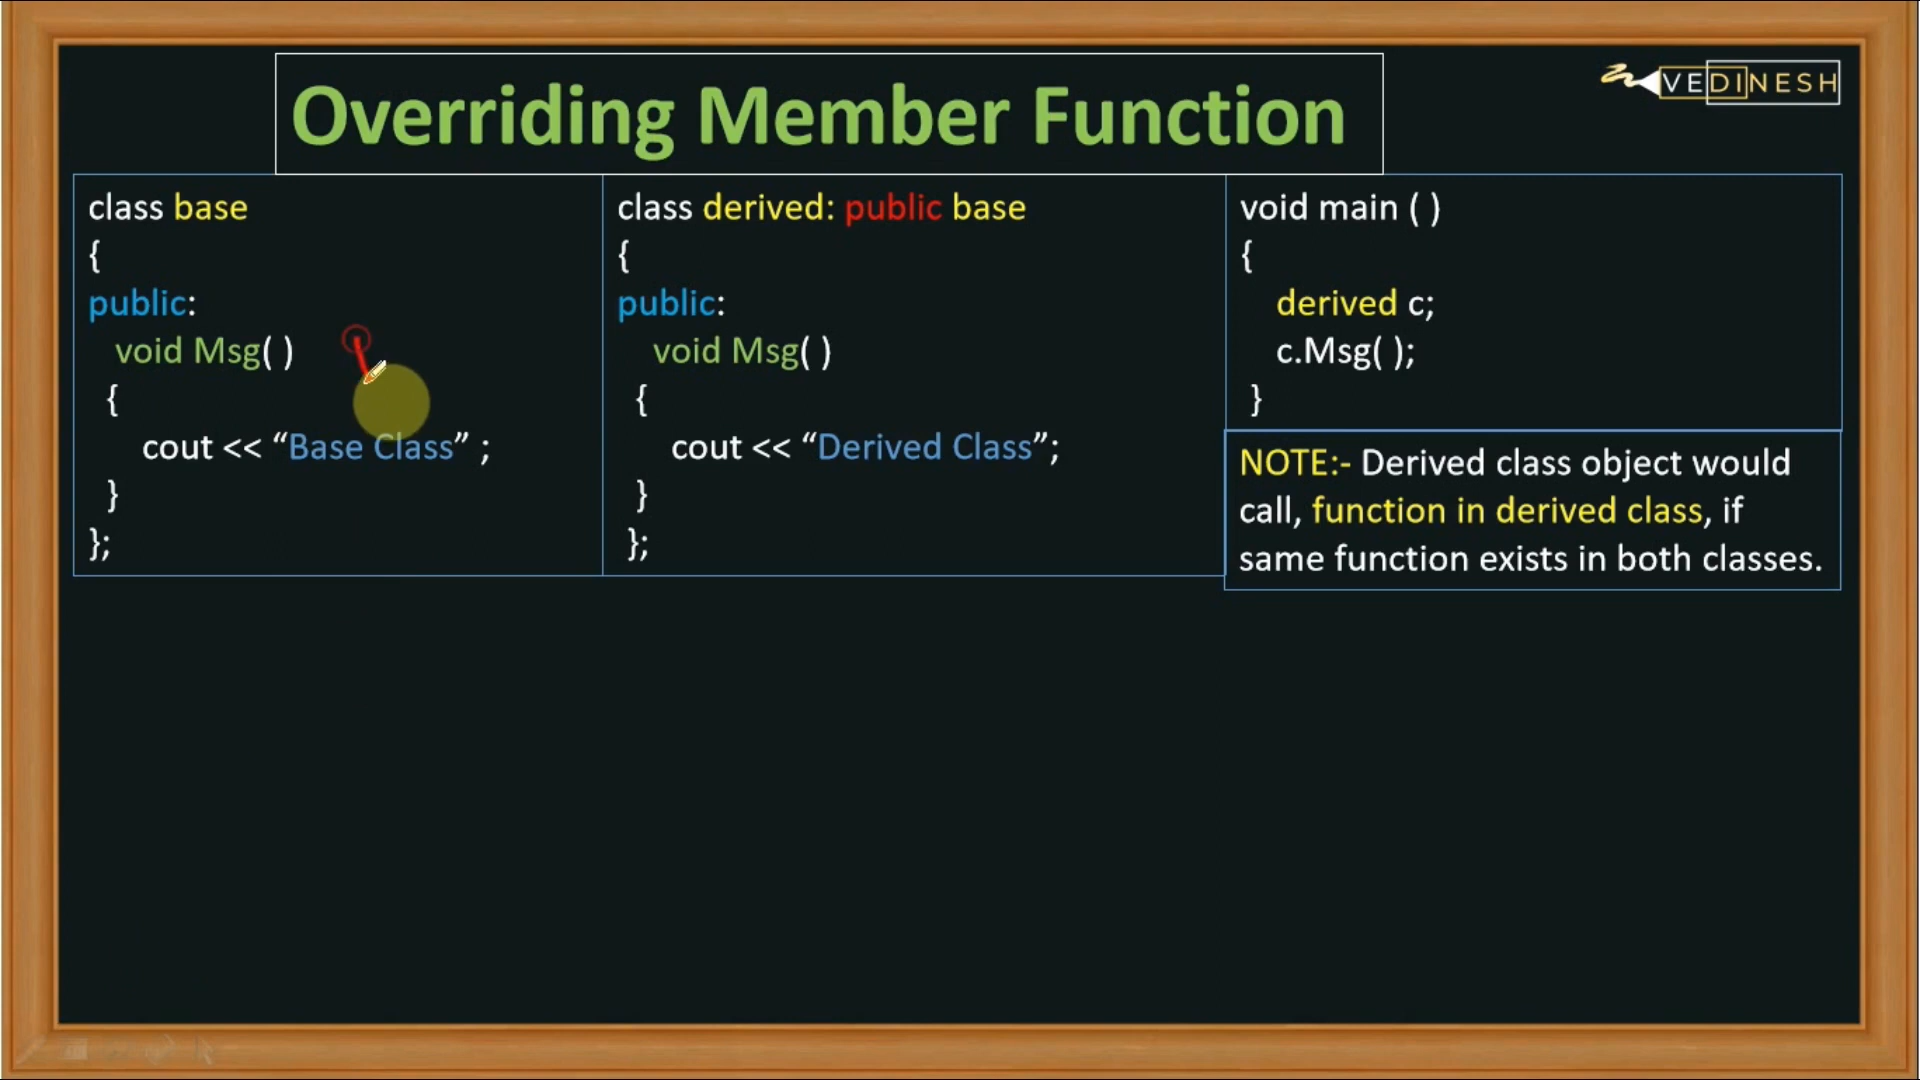 Overriding Member Function
VEDINESH
class base
{
public:
void Msg( )
{
cout << “Base Class” ;
}
};
class derived: public base
{
public:
void Msg( )
{
cout << “Derived Class”;
}
};
void main ( )
{
derived c;
c.Msg( );
}
NOTE:- Derived class object would
call, function in derived class, if
same function exists in both classes.